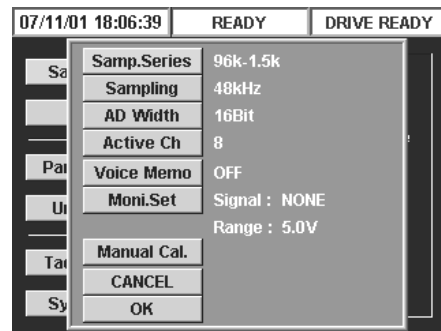 07/11/01 18:06:39 READY DRIVE READY
Samp.Series 96k-1.5k
Sampling 48kHz
AD Width 16Bit
Active Ch 8
Voice Memo OFF
Moni.Set Signal : NONE
Range : 5.0V
Manual Cal.
CANCEL
OK